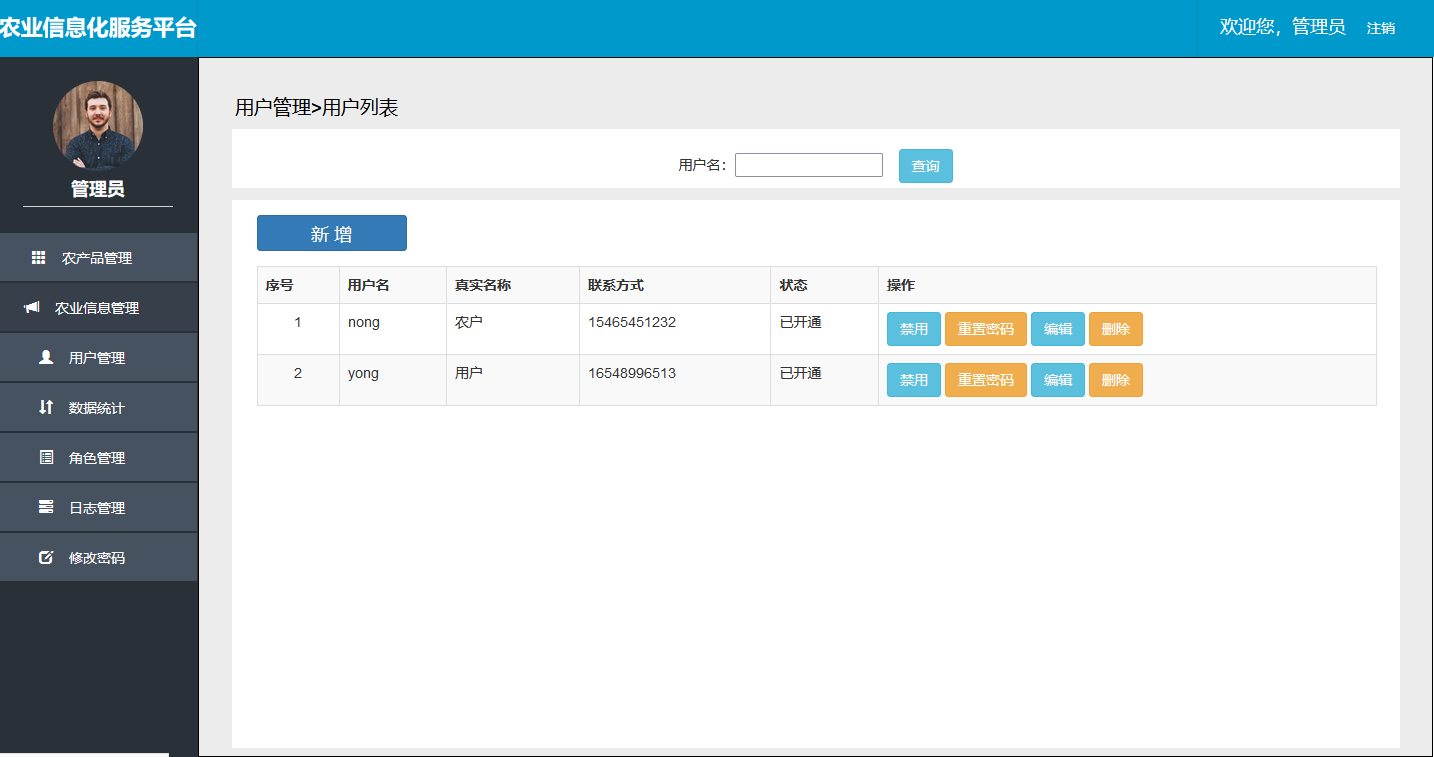 农业信息化服务平台
欢迎您，管理员 注销
管理员
农产品管理
农业信息管理
用户管理
数据统计
角色管理
日志管理
修改密码
用户管理>用户列表
用户名： 查询
新 增
序号 用户名 真实名称 联系方式 状态 操作
1 nong 农户 15465451232 已开通 禁用 重置密码 编辑 删除
2 yong 用户 16548996513 已开通 禁用 重置密码 编辑 删除